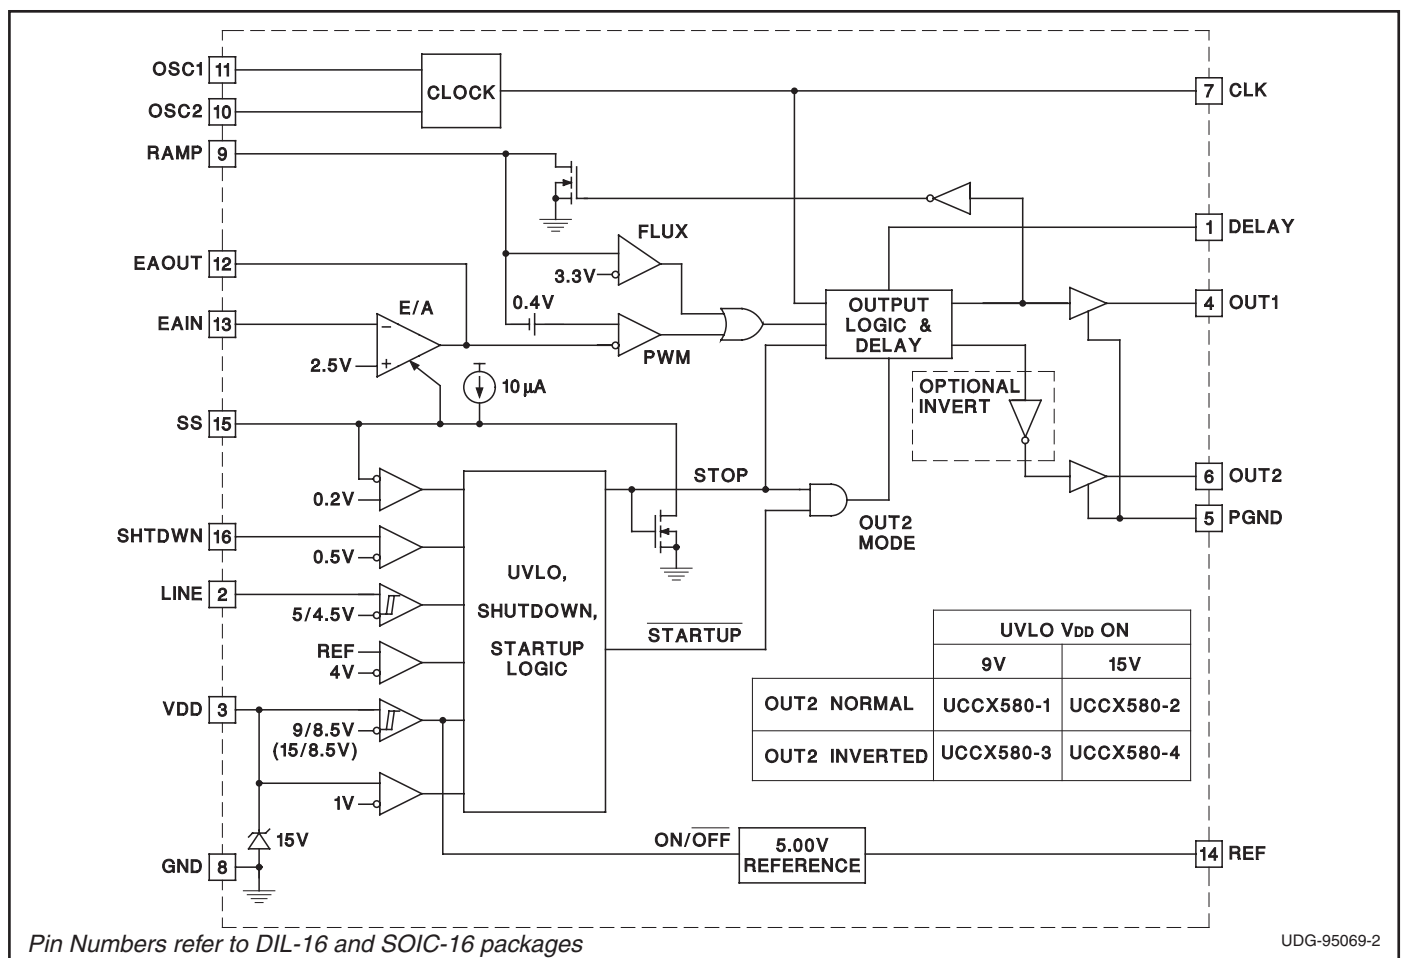 OSC1 11
OSC2 10
CLOCK
7 CLK
RAMP 9
1 DELAY
FLUX
3.3V
EAOUT 12
0.4V
E/A
EAIN 13
−
+
2.5V
PWM
10 µA
OUTPUT
LOGIC &
DELAY
4 OUT1
OPTIONAL
INVERT
SS 15
0.2V
STOP
6 OUT2
5 PGND
OUT2
MODE
SHTDWN 16
0.5V
LINE 2
5/4.5V
UVLO,
SHUTDOWN,
STARTUP
LOGIC
STARTUP
REF
4V
VDD 3
9/8.5V
(15/8.5V)
1V
15V
GND 8
UVLO VDD ON
9V 15V
OUT2 NORMAL UCCX580-1 UCCX580-2
OUT2 INVERTED UCCX580-3 UCCX580-4
ON/OFF
5.00V
REFERENCE
14 REF
Pin Numbers refer to DIL-16 and SOIC-16 packages
UDG-95069-2